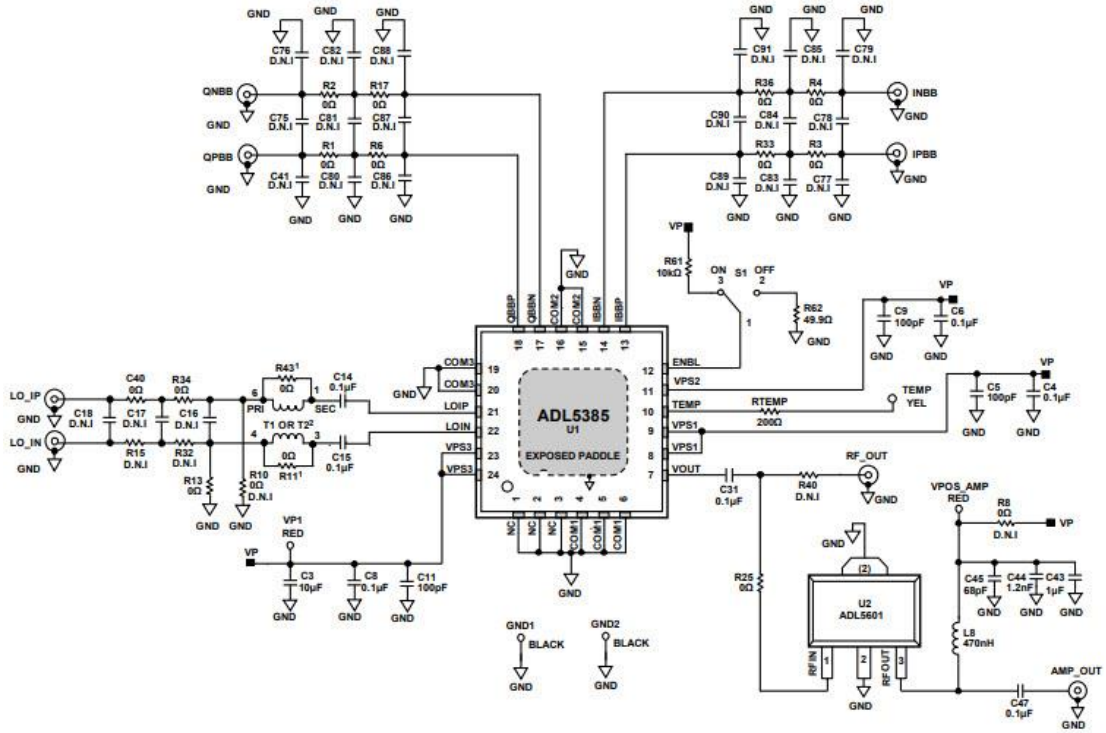 GND GND GND
C76 D.N.I
C82 D.N.I
C88 D.N.I
QNBB
R2 0Ω
R17 0Ω
GND
C75 D.N.I
C81 D.N.I
C87 D.N.I
QPBB
R1 0Ω
R6 0Ω
GND
C41 D.N.I
C80 D.N.I
C86 D.N.I
GND GND GND
GND GND GND
C91 D.N.I
C85 D.N.I
C79 D.N.I
R36 0Ω
R4 0Ω
INBB
GND
C90 D.N.I
C84 D.N.I
C78 D.N.I
R33 0Ω
R3 0Ω
IPBB
GND
C89 D.N.I
C83 D.N.I
C77 D.N.I
GND GND GND
VP
R61 10kΩ
ON 3
S1
OFF 2
1
R62 49.9Ω
GND
GND
QBBP QBBN COM2 COM2 IBBN IBBP
18 17 16 15 14 13
COM3 19
COM3 20
LOIP 21
LOIN 22
VPS3 23
VPS3 24
GND
ADL5385
U1
EXPOSED PADDLE
12 ENBL
11 VPS2
10 TEMP
9 VPS1
8 VPS1
7 VOUT
1 2 3 4 5 6
NC NC NC COM1 COM1 COM1
GND
C9 100pF
C6 0.1µF
VP
GND GND
C5 100pF
C4 0.1µF
VP
GND GND
RTEMP 200Ω
TEMP
YEL
LO_IP
GND
LO_IN
GND
C18 D.N.I
C40 0Ω
C17 D.N.I
R34 0Ω
C16 D.N.I
R15 D.N.I
R32 D.N.I
R13 0Ω
GND
R10 0Ω D.N.I
GND
R43¹ 0Ω
6 PRI
1 SEC
T1 OR T2²
4 3
0Ω
R11¹
C14 0.1µF
C15 0.1µF
VP1
RED
VP
C3 10µF
C8 0.1µF
C11 100pF
GND GND GND
GND1
BLACK
GND
GND2
BLACK
GND
C31 0.1µF
R40 D.N.I
RF_OUT
GND
R25 0Ω
GND
(2)
U2
ADL5601
RFIN 1
2
RFOUT 3
GND
VPOS_AMP
RED
R8 0Ω
D.N.I
VP
C45 68pF
C44 1.2nF
C43 1µF
GND GND GND
L8 470nH
AMP_OUT
C47 0.1µF
GND